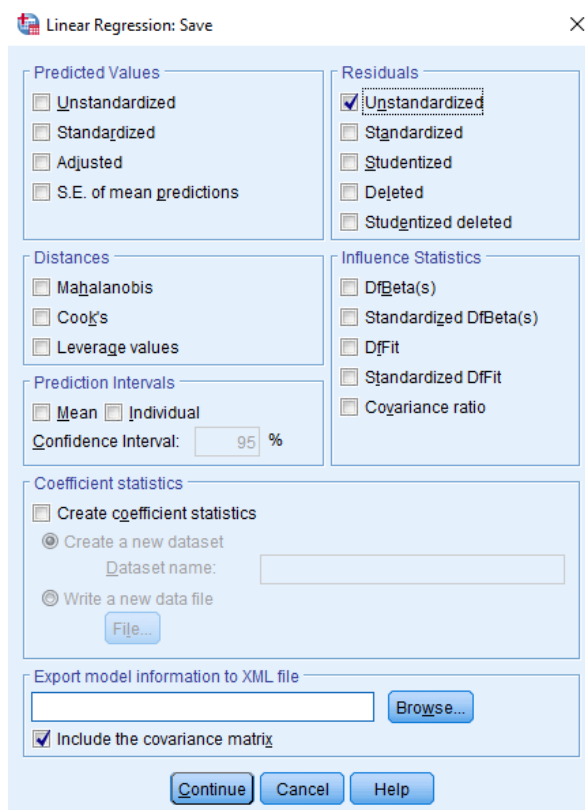 Linear Regression: Save
Predicted Values
Unstandardized
Standardized
Adjusted
S.E. of mean predictions
Residuals
Unstandardized
Standardized
Studentized
Deleted
Studentized deleted
Distances
Mahalanobis
Cook's
Leverage values
Influence Statistics
DfBeta(s)
Standardized DfBeta(s)
DfFit
Standardized DfFit
Covariance ratio
Prediction Intervals
Mean Individual
Confidence Interval: 95 %
Coefficient statistics
Create coefficient statistics
Create a new dataset
Dataset name:
Write a new data file
File...
Export model information to XML file
Browse...
Include the covariance matrix
Continue Cancel Help